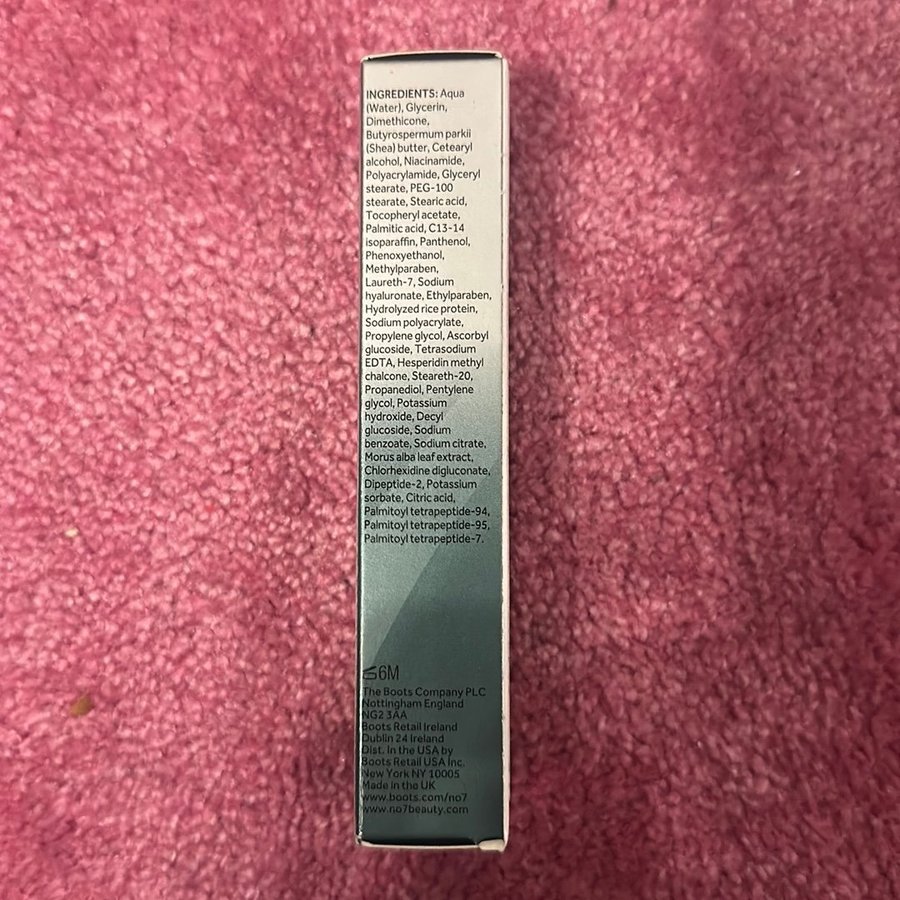 INGREDIENTS: Aqua
(Water), Glycerin,
Dimethicone,
Butyrospermum parkii
(Shea) butter, Cetearyl
alcohol, Niacinamide,
Polyacrylamide, Glyceryl
stearate, PEG-100
stearate, Stearic acid,
Tocopheryl acetate,
Palmitic acid, C13-14
isoparaffin, Panthenol,
Phenoxyethanol,
Methylparaben,
Laureth-7, Sodium
hyaluronate, Ethylparaben,
Hydrolyzed rice protein,
Sodium polyacrylate,
Propylene glycol, Ascorbyl
glucoside, Tetrasodium
EDTA, Hesperidin methyl
chalcone, Steareth-20,
Propanediol, Pentylene
glycol, Potassium
hydroxide, Decyl
glucoside, Sodium
benzoate, Sodium citrate,
Morus alba leaf extract,
Chlorhexidine digluconate,
Dipeptide-2, Potassium
sorbate, Citric acid,
Palmitoyl tetrapeptide-94,
Palmitoyl tetrapeptide-95,
Palmitoyl tetrapeptide-7.
6M
The Boots Company PLC
Nottingham England
NG2 3AA
Boots Retail Ireland
Dublin 24 Ireland
Dist. In the USA by
Boots Retail USA Inc.
New York NY 10005
Made in the UK
www.boots.com/no7
www.no7beauty.com